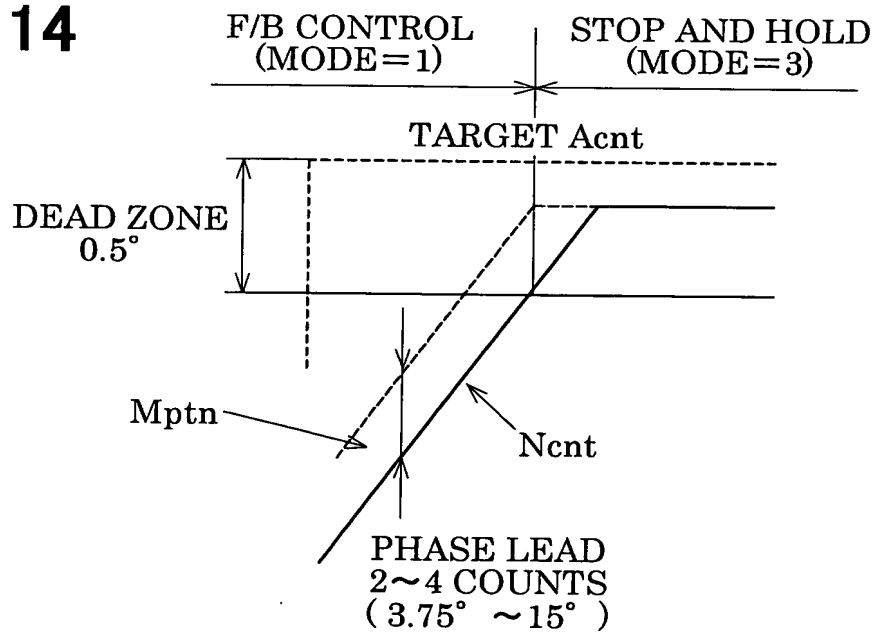 14
F/B CONTROL
(MODE=1)
STOP AND HOLD
(MODE=3)
TARGET Acnt
DEAD ZONE
0.5°
Mptn
Ncnt
PHASE LEAD
2~4 COUNTS
(3.75° ~15°)